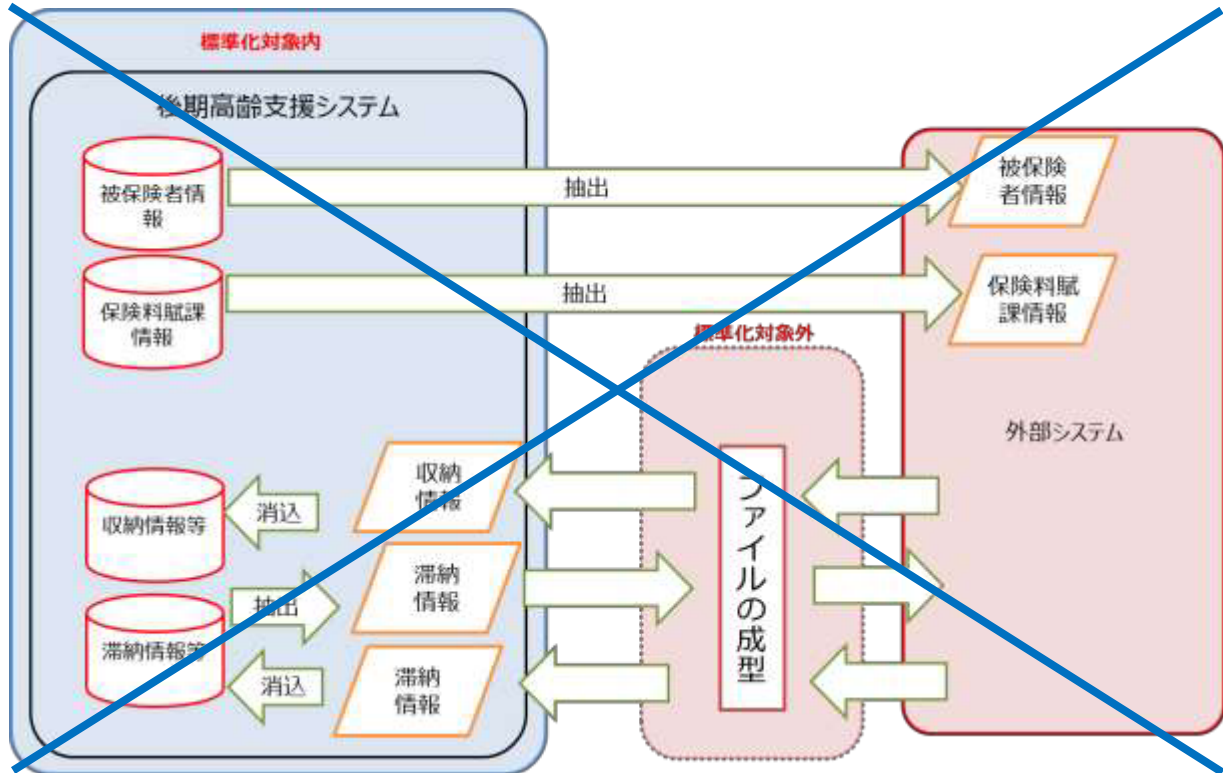 標準化対象内
後期高齢支援システム
被保険者情
報
抽出
被保険
者情報
保険料賦課
情報
抽出
保険料賦
課情報
標準化対象外
外部システム
収納
情報
消込
収納情報等
ファイルの成型
滞納
情報
抽出
滞納情報等
消込
滞納
情報